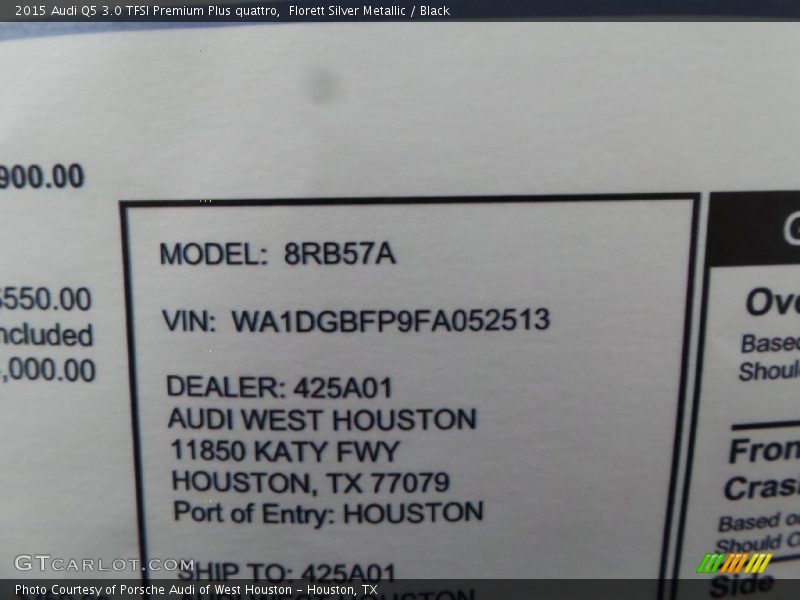 2015 Audi Q5 3.0 TFSI Premium Plus quattro,  Florett Silver Metallic / Black
900.00
MODEL: 8RB57A
550.00
VIN: WA1DGBFP9FA052513
ncluded
,000.00
DEALER: 425A01
AUDI WEST HOUSTON
11850 KATY FWY
HOUSTON, TX 77079
Port of Entry: HOUSTON
SHIP TO: 425A01
G
Ove
Based
Shoul
Fron
Cras
Based o
Should C
Side
GTCARLOT.COM
Photo Courtesy of Porsche Audi of West Houston - Houston, TX